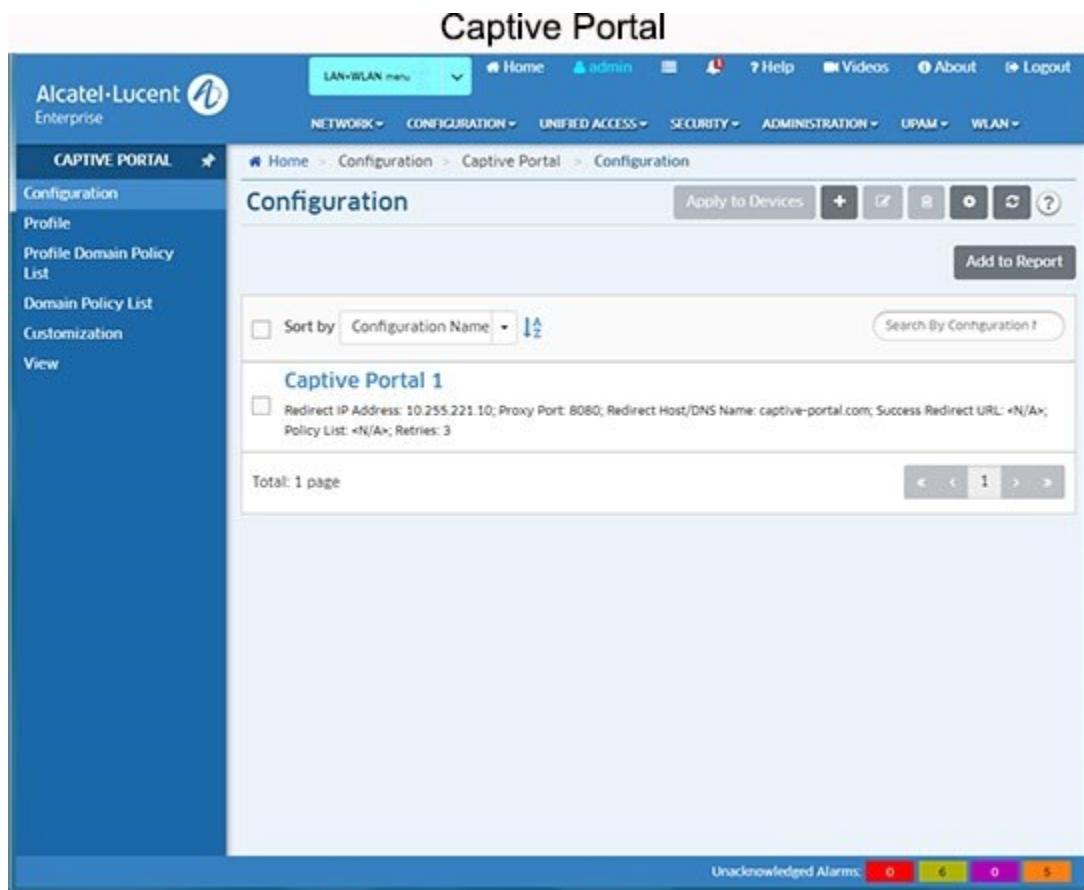 Captive Portal
Alcatel·Lucent
Enterprise
LAN+WLAN menu
Home admin ? Help Videos About Logout
NETWORK CONFIGURATION UNIFIED ACCESS SECURITY ADMINISTRATION UPAM WLAN
CAPTIVE PORTAL
Configuration
Profile
Profile Domain Policy
List
Domain Policy List
Customization
View
Home > Configuration > Captive Portal > Configuration
Configuration
Apply to Devices
?
Add to Report
Sort by Configuration Name
A
Z
Search By Configuration
Captive Portal 1
Redirect IP Address: 10.255.221.10; Proxy Port: 8080; Redirect Host/DNS Name: captive-portal.com; Success Redirect URL: <N/A>;
Policy List: <N/A>; Retries: 3
Total: 1 page
« ‹ 1 › »
Unacknowledged Alarms: 0 6 0 5